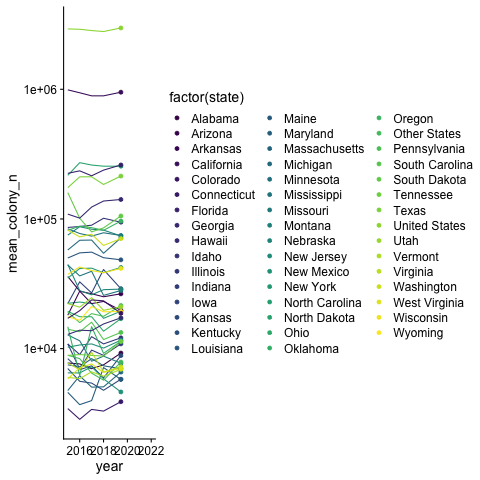 1e+06
1e+05
1e+04
mean_colony_n
2016
2018
2020
2022
year
factor(state)
Alabama
Arizona
Arkansas
California
Colorado
Connecticut
Florida
Georgia
Hawaii
Idaho
Illinois
Indiana
Iowa
Kansas
Kentucky
Louisiana
Maine
Maryland
Massachusetts
Michigan
Minnesota
Mississippi
Missouri
Montana
Nebraska
New Jersey
New Mexico
New York
North Carolina
North Dakota
Ohio
Oklahoma
Oregon
Other States
Pennsylvania
South Carolina
South Dakota
Tennessee
Texas
United States
Utah
Vermont
Virginia
Washington
West Virginia
Wisconsin
Wyoming